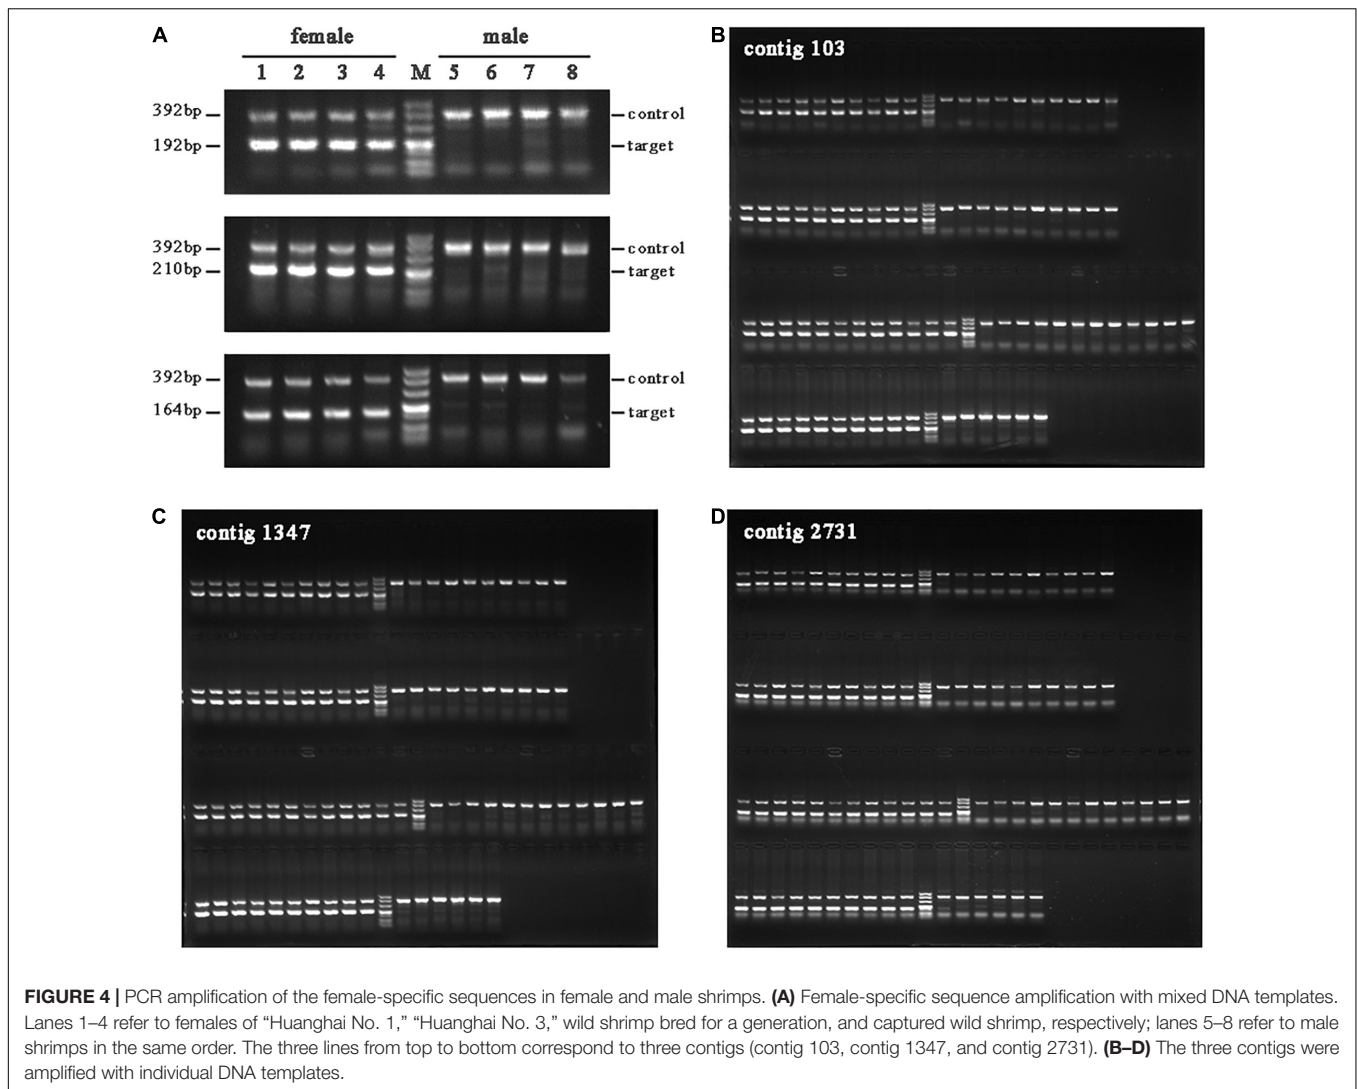 A
female
male
1 2 3 4 M 5 6 7 8
392bp
control
192bp
target
392bp
control
210bp
target
392bp
control
164bp
target
B
contig 103
C
contig 1347
D
contig 2731
FIGURE 4 | PCR amplification of the female-specific sequences in female and male shrimps. (A) Female-specific sequence amplification with mixed DNA templates.
Lanes 1–4 refer to females of “Huanghai No. 1,” “Huanghai No. 3,” wild shrimp bred for a generation, and captured wild shrimp, respectively; lanes 5–8 refer to male
shrimps in the same order. The three lines from top to bottom correspond to three contigs (contig 103, contig 1347, and contig 2731). (B–D) The three contigs were
amplified with individual DNA templates.